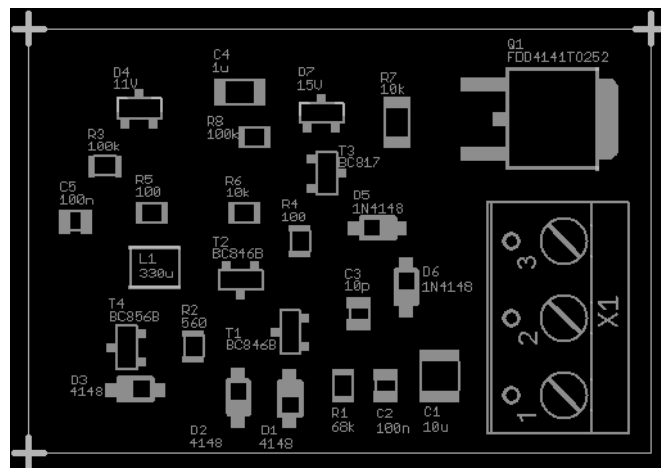 Q1
FDD4141TO252
C4
1u
D4
11V
D7
15V
R7
10k
R8
100k
R3
100k
T3
BC817
C5
100n
R5
100
R6
10k
D5
1N4148
R4
100
T2
BC846B
L1
330u
C3
10p
D6
1N4148
3
X1
T4
BC856B
R2
560
T1
BC846B
2
D3
4148
R1
68k
C2
100n
C1
10u
1
D2
4148
D1
4148